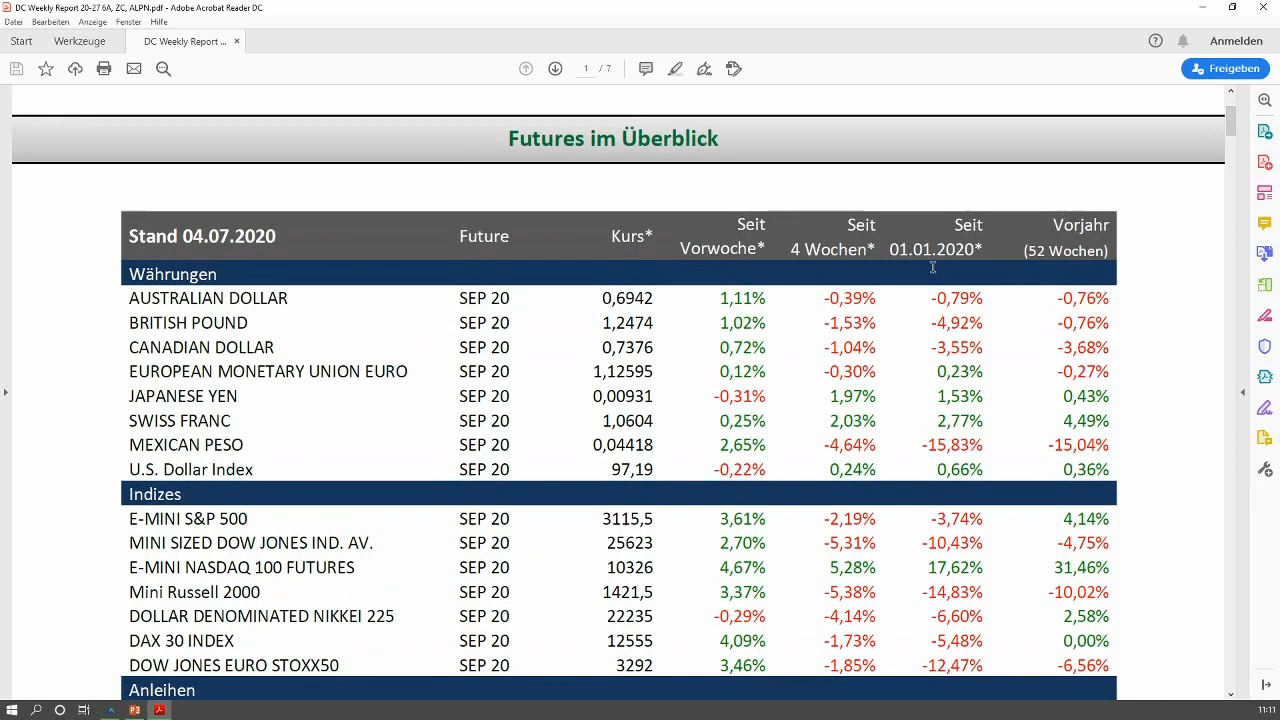 DC Weekly Report 20-27 6A, ZC, ALPN.pdf - Adobe Acrobat Reader DC
Datei Bearbeiten Anzeige Fenster Hilfe
Start Werkzeuge DC Weekly Report ... × Anmelden
1 / 7 Freigeben
Futures im Überblick
Stand 04.07.2020 Future Kurs* Seit Vorwoche* Seit 4 Wochen* Seit 01.01.2020* Vorjahr (52 Wochen)
Währungen
AUSTRALIAN DOLLAR SEP 20 0,6942 1,11% -0,39% -0,79% -0,76%
BRITISH POUND SEP 20 1,2474 1,02% -1,53% -4,92% -0,76%
CANADIAN DOLLAR SEP 20 0,7376 0,72% -1,04% -3,55% -3,68%
EUROPEAN MONETARY UNION EURO SEP 20 1,12595 0,12% -0,30% 0,23% -0,27%
JAPANESE YEN SEP 20 0,00931 -0,31% 1,97% 1,53% 0,43%
SWISS FRANC SEP 20 1,0604 0,25% 2,03% 2,77% 4,49%
MEXICAN PESO SEP 20 0,04418 2,65% -4,64% -15,83% -15,04%
U.S. Dollar Index SEP 20 97,19 -0,22% 0,24% 0,66% 0,36%
Indizes
E-MINI S&P 500 SEP 20 3115,5 3,61% -2,19% -3,74% 4,14%
MINI SIZED DOW JONES IND. AV. SEP 20 25623 2,70% -5,31% -10,43% -4,75%
E-MINI NASDAQ 100 FUTURES SEP 20 10326 4,67% 5,28% 17,62% 31,46%
Mini Russell 2000 SEP 20 1421,5 3,37% -5,38% -14,83% -10,02%
DOLLAR DENOMINATED NIKKEI 225 SEP 20 22235 -0,29% -4,14% -6,60% 2,58%
DAX 30 INDEX SEP 20 12555 4,09% -1,73% -5,48% 0,00%
DOW JONES EURO STOXX50 SEP 20 3292 3,46% -1,85% -12,47% -6,56%
Anleihen
11:11